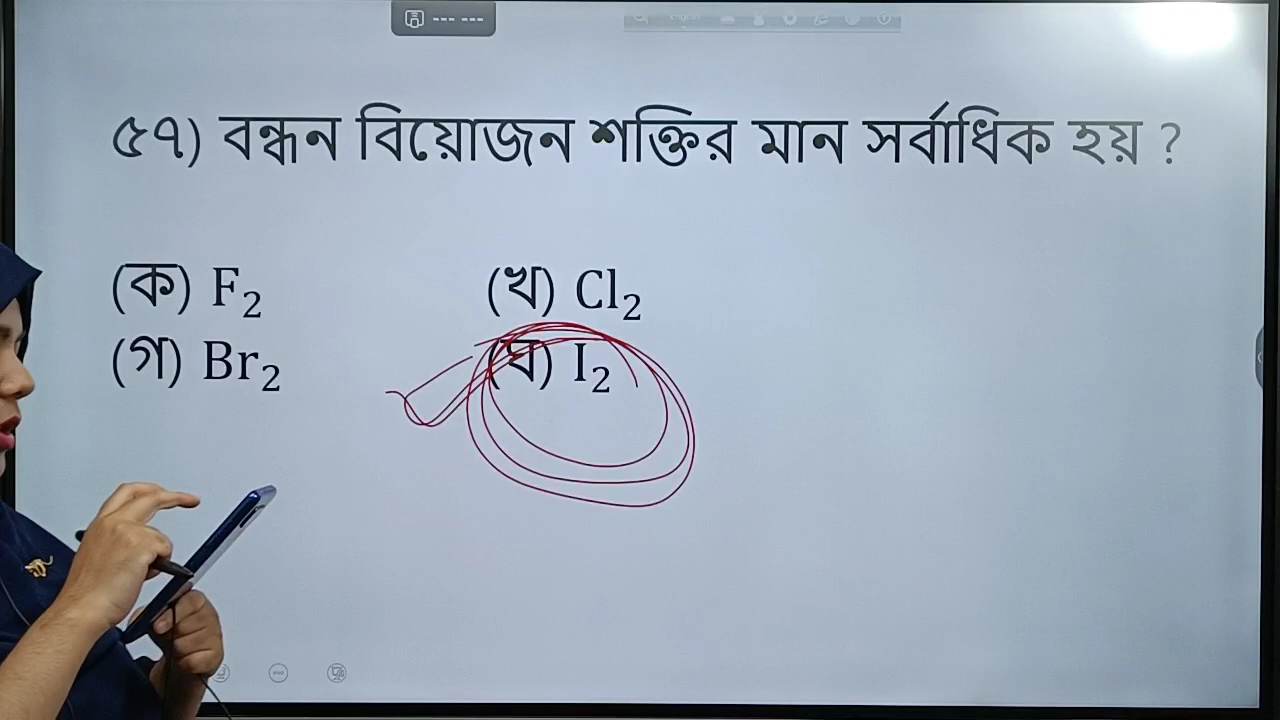 ৫৭) বন্ধন বিয়োজন শক্তির মান সর্বাধিক হয় ?
(ক) F₂ (খ) Cl₂
(গ) Br₂ (ঘ) I₂